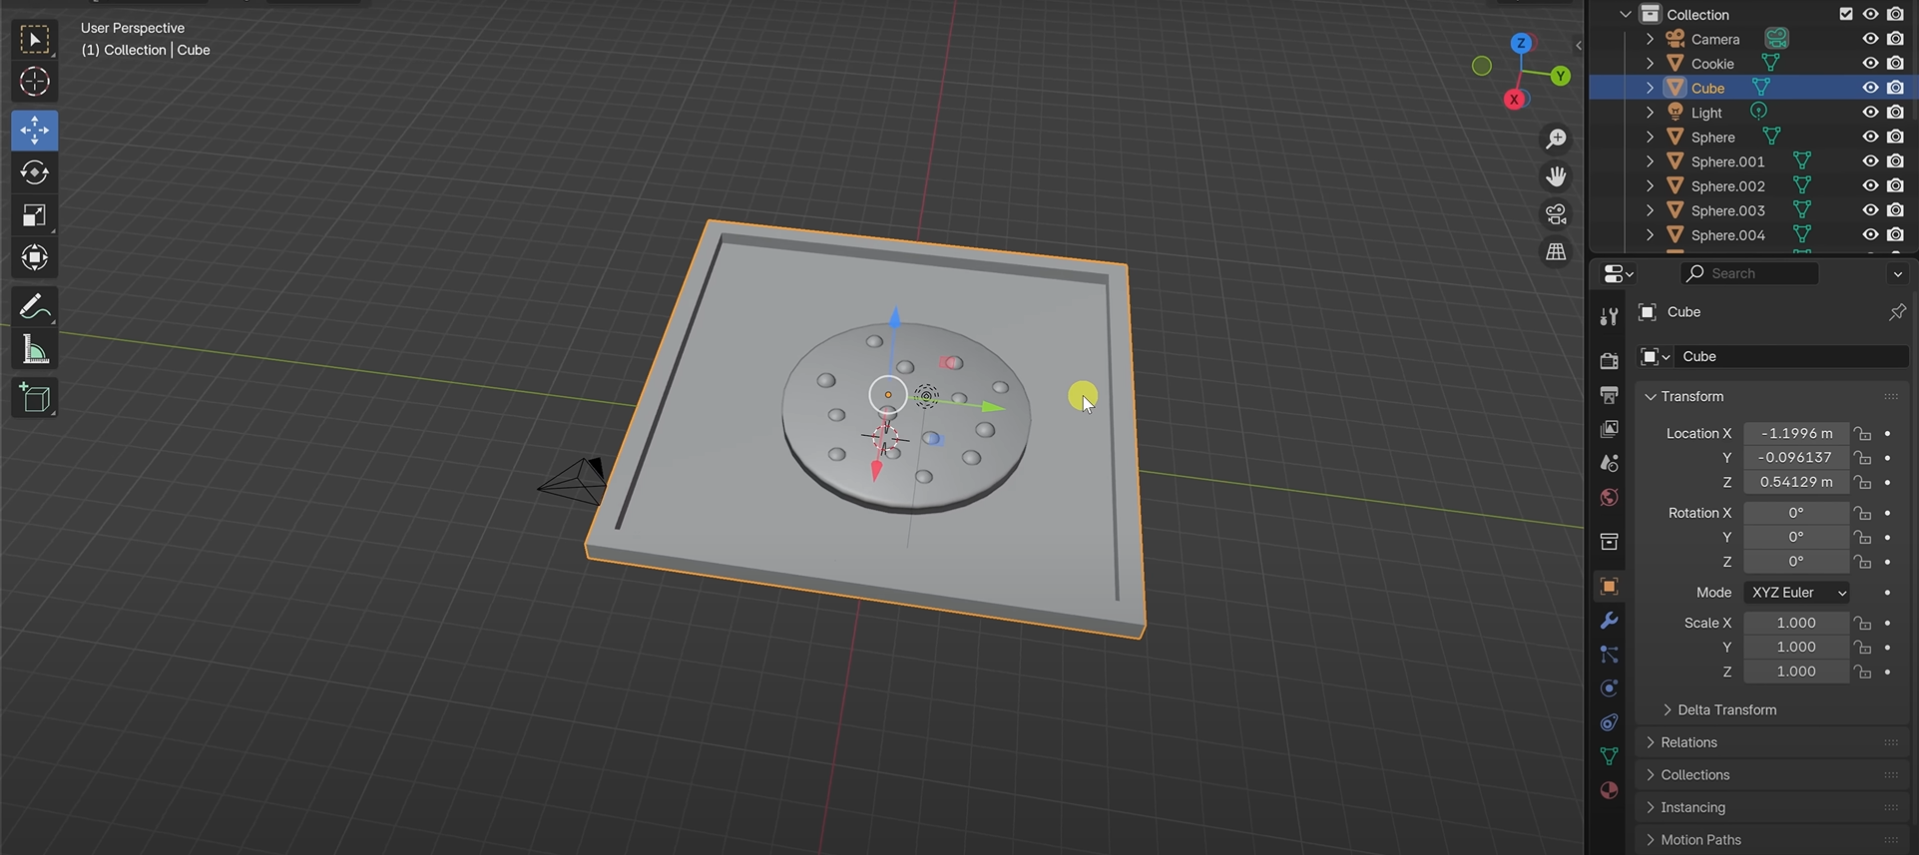 User Perspective
(1) Collection | Cube
Z
Y
X
Collection
Camera
Cookie
Cube
Light
Sphere
Sphere.001
Sphere.002
Sphere.003
Sphere.004
Search
Cube
Cube
Transform
Location X -1.1996 m
Y -0.096137
Z 0.54129 m
Rotation X 0°
Y 0°
Z 0°
Mode XYZ Euler
Scale X 1.000
Y 1.000
Z 1.000
Delta Transform
Relations
Collections
Instancing
Motion Paths